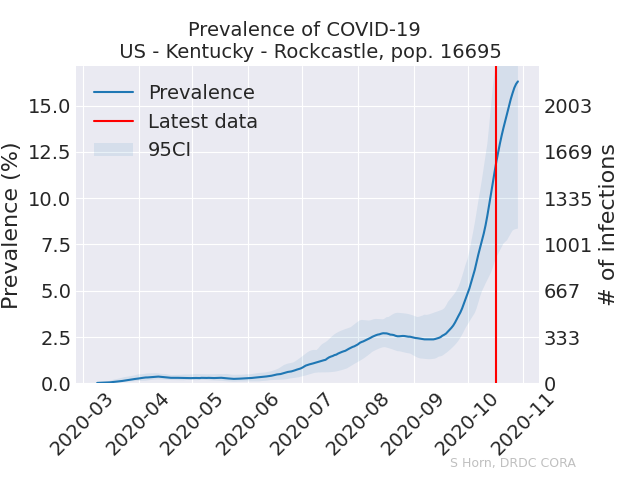 Prevalence of COVID-19
US - Kentucky - Rockcastle, pop. 16695
Prevalence
Latest data
95CI
Prevalence (%)
15.0
12.5
10.0
7.5
5.0
2.5
0.0
2003
1669
1335
1001
667
333
0
# of infections
2020-03
2020-04
2020-05
2020-06
2020-07
2020-08
2020-09
2020-10
2020-11
S Horn, DRDC CORA